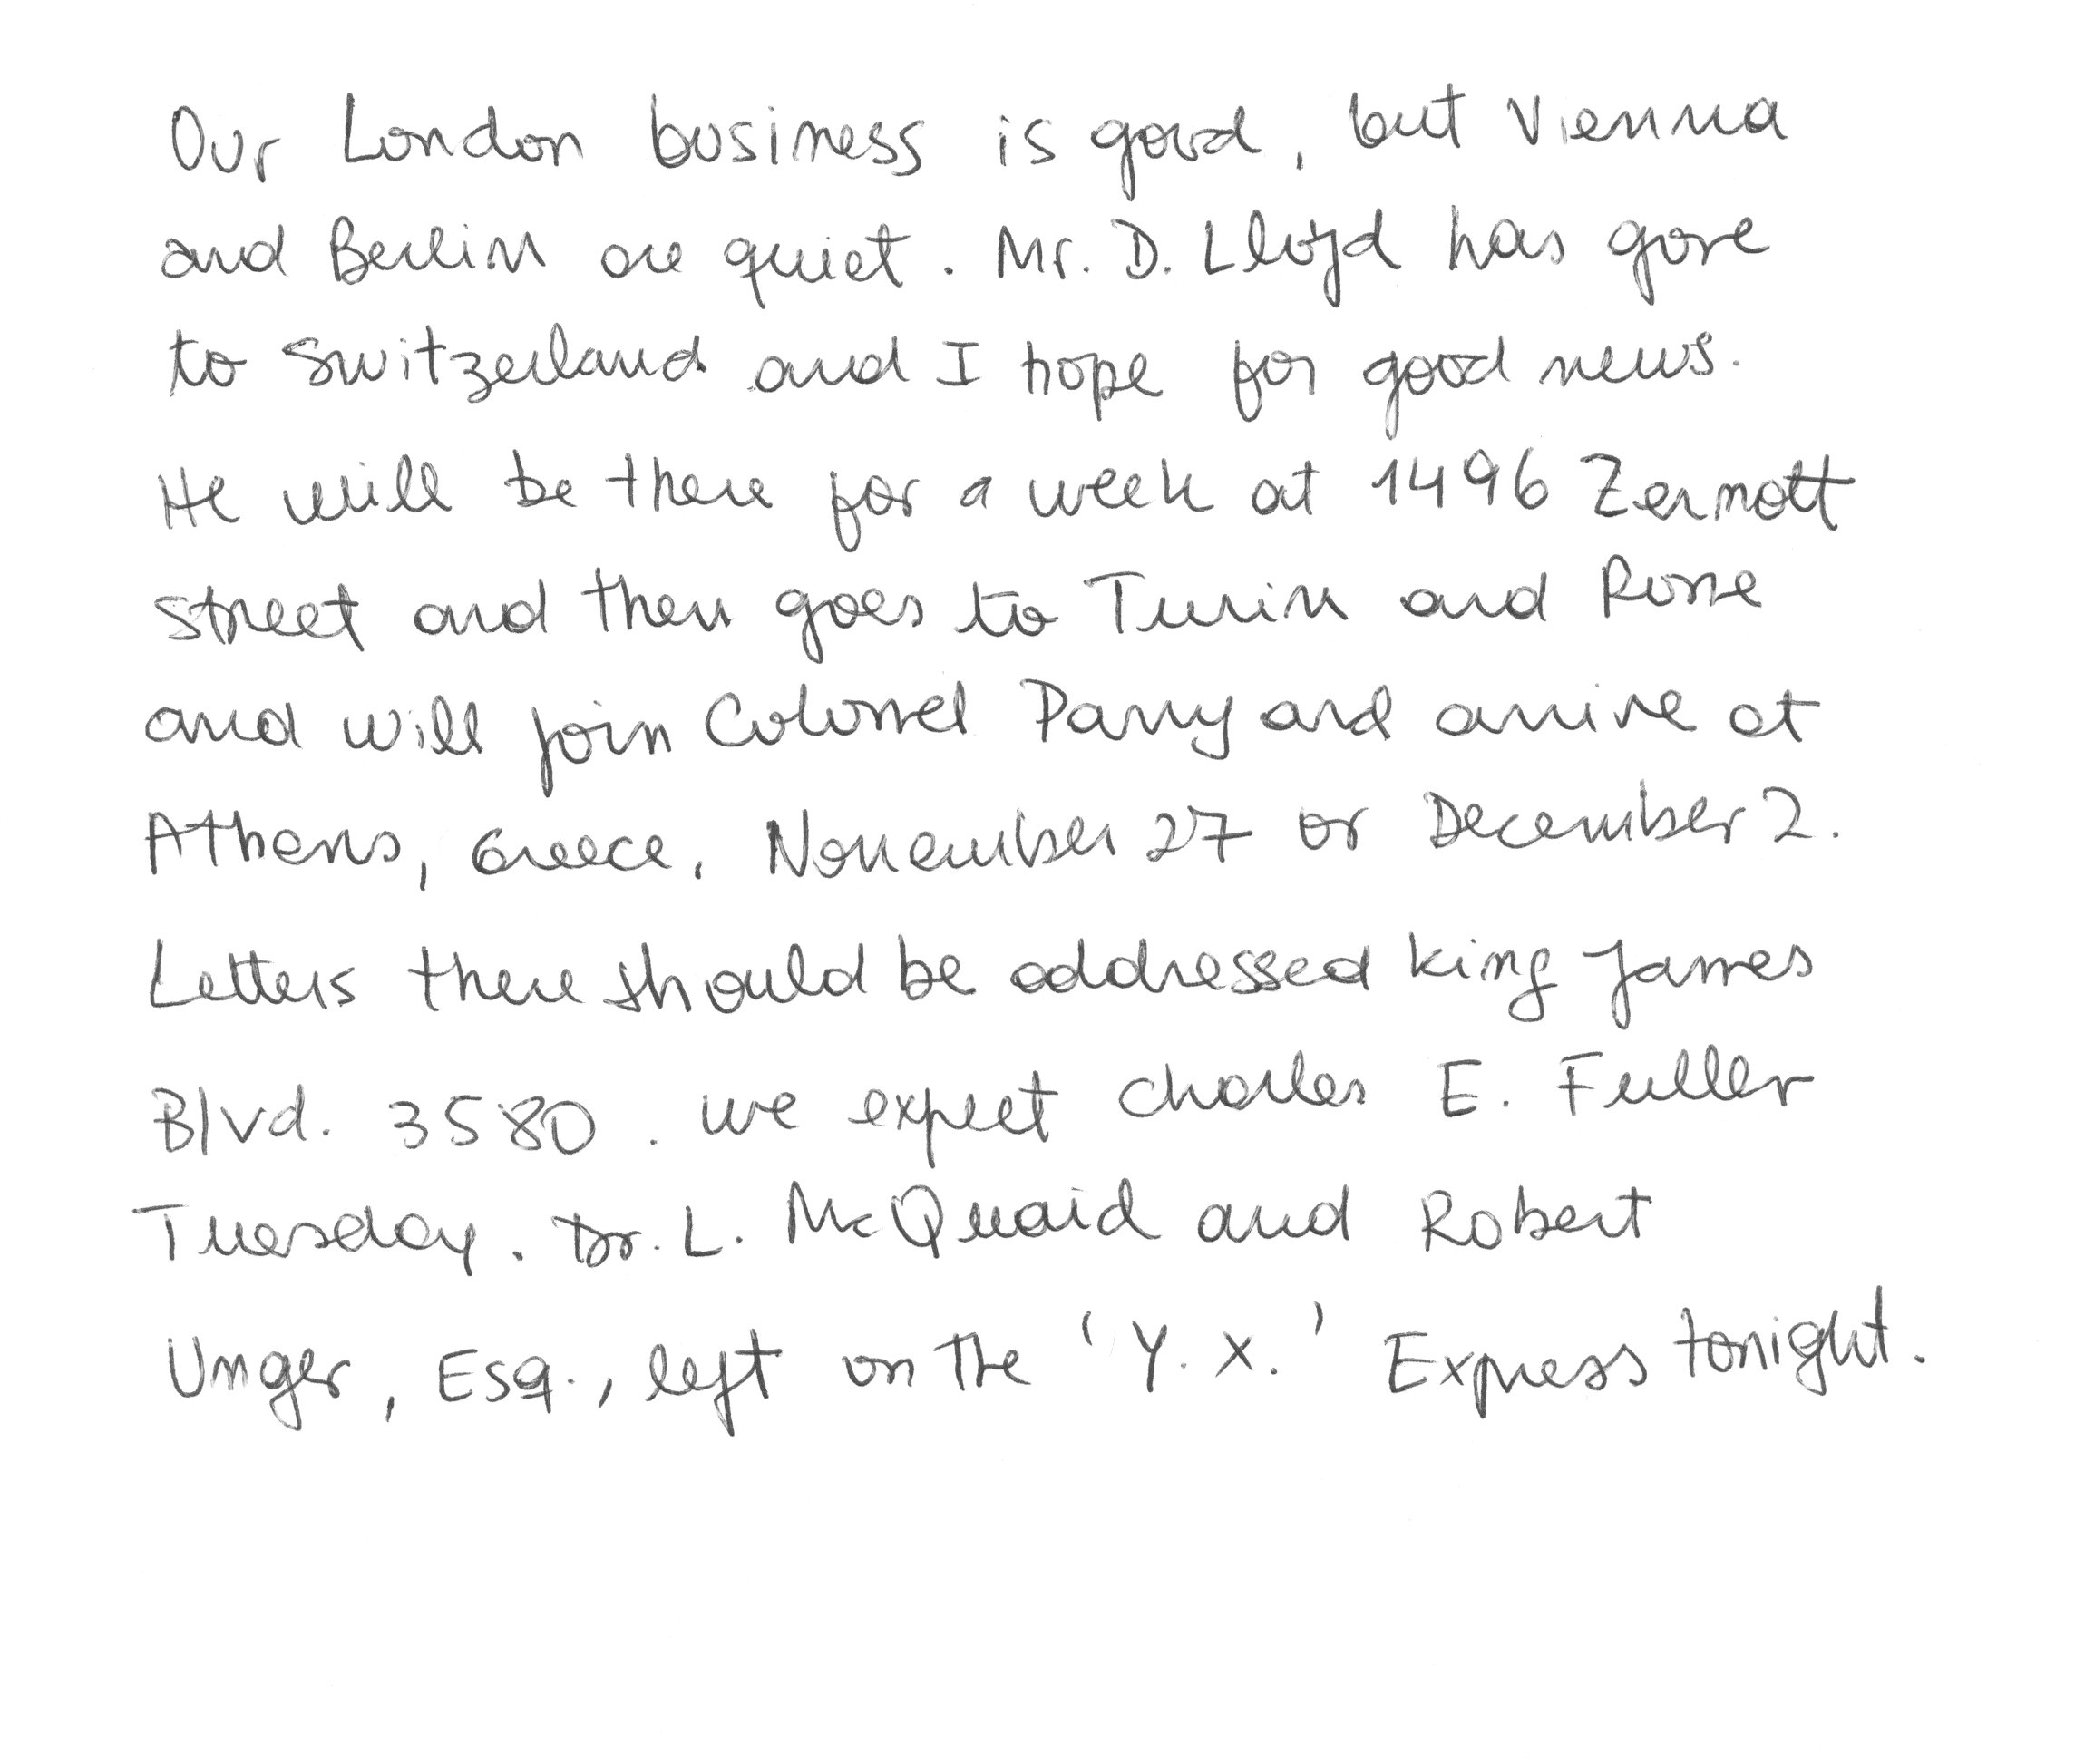 Our London business is good, but Vienna
and Berlin are quiet. Mr. D. Lloyd has gone
to Switzerland and I hope for good news.
He will be there for a week at 1496 Zermott
street and then goes to Turin and Rome
and will join Colonel Parry and arrive at
Athens, Greece, November 27 or December 2.
Letters there should be addressed king James
Blvd. 3580. we expect Charles E. Fuller
Tuesday. Dr. L. McQuaid and Robert
Unger, Esq., left on the 'Y. X.' Express tonight.